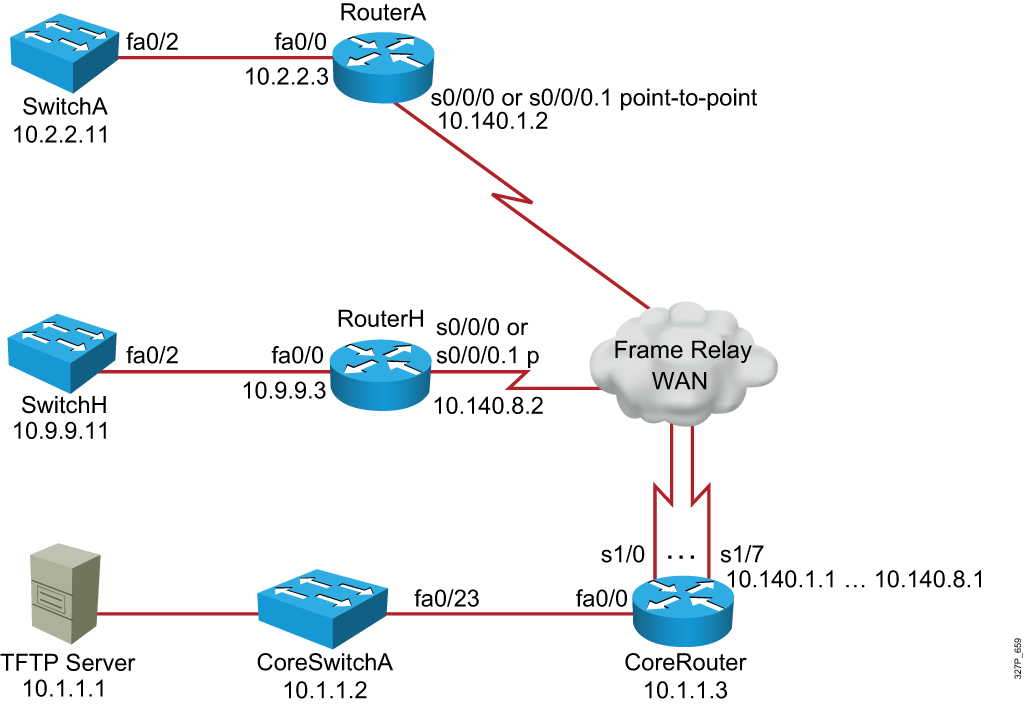 RouterA
fa0/2
fa0/0
10.2.2.3
SwitchA
10.2.2.11
s0/0/0 or s0/0/0.1 point-to-point
10.140.1.2
RouterH
s0/0/0 or
s0/0/0.1 p
fa0/2
fa0/0
10.9.9.3
10.140.8.2
SwitchH
10.9.9.11
Frame Relay
WAN
s1/0
...
s1/7
10.140.1.1 ... 10.140.8.1
fa0/23
fa0/0
TFTP Server
10.1.1.1
CoreSwitchA
10.1.1.2
CoreRouter
10.1.1.3
327P_659